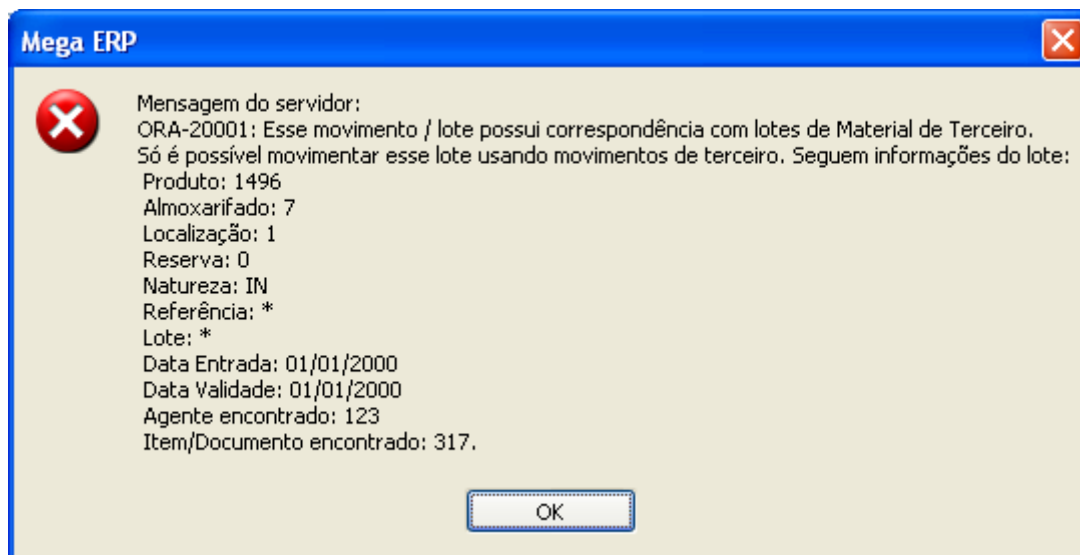 Mega ERP
Mensagem do servidor:
ORA-20001: Esse movimento / lote possui correspondência com lotes de Material de Terceiro.
Só é possível movimentar esse lote usando movimentos de terceiro. Seguem informações do lote:
Produto: 1496
Almoxarifado: 7
Localização: 1
Reserva: 0
Natureza: IN
Referência: *
Lote: *
Data Entrada: 01/01/2000
Data Validade: 01/01/2000
Agente encontrado: 123
Item/Documento encontrado: 317.
OK